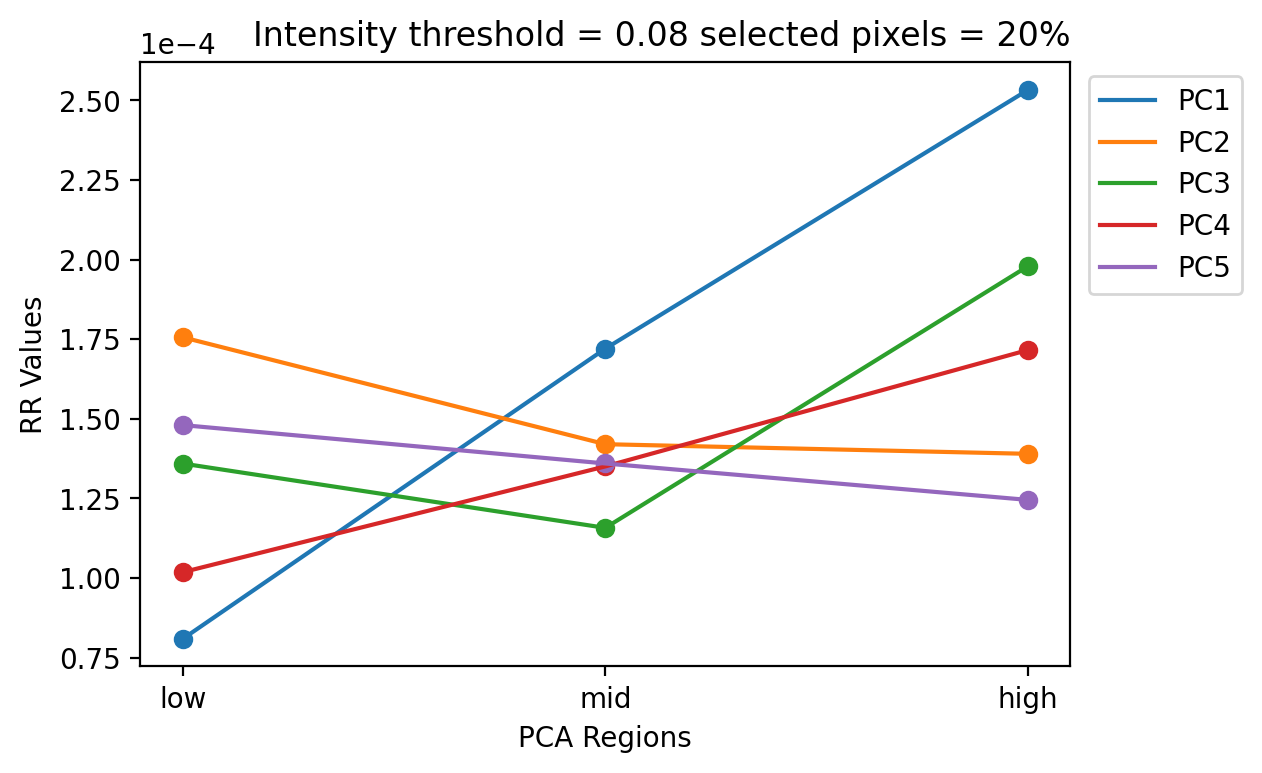 1e−4
Intensity threshold = 0.08 selected pixels = 20%
2.50
2.25
2.00
1.75
1.50
1.25
1.00
0.75
RR Values
low
mid
high
PCA Regions
PC1
PC2
PC3
PC4
PC5